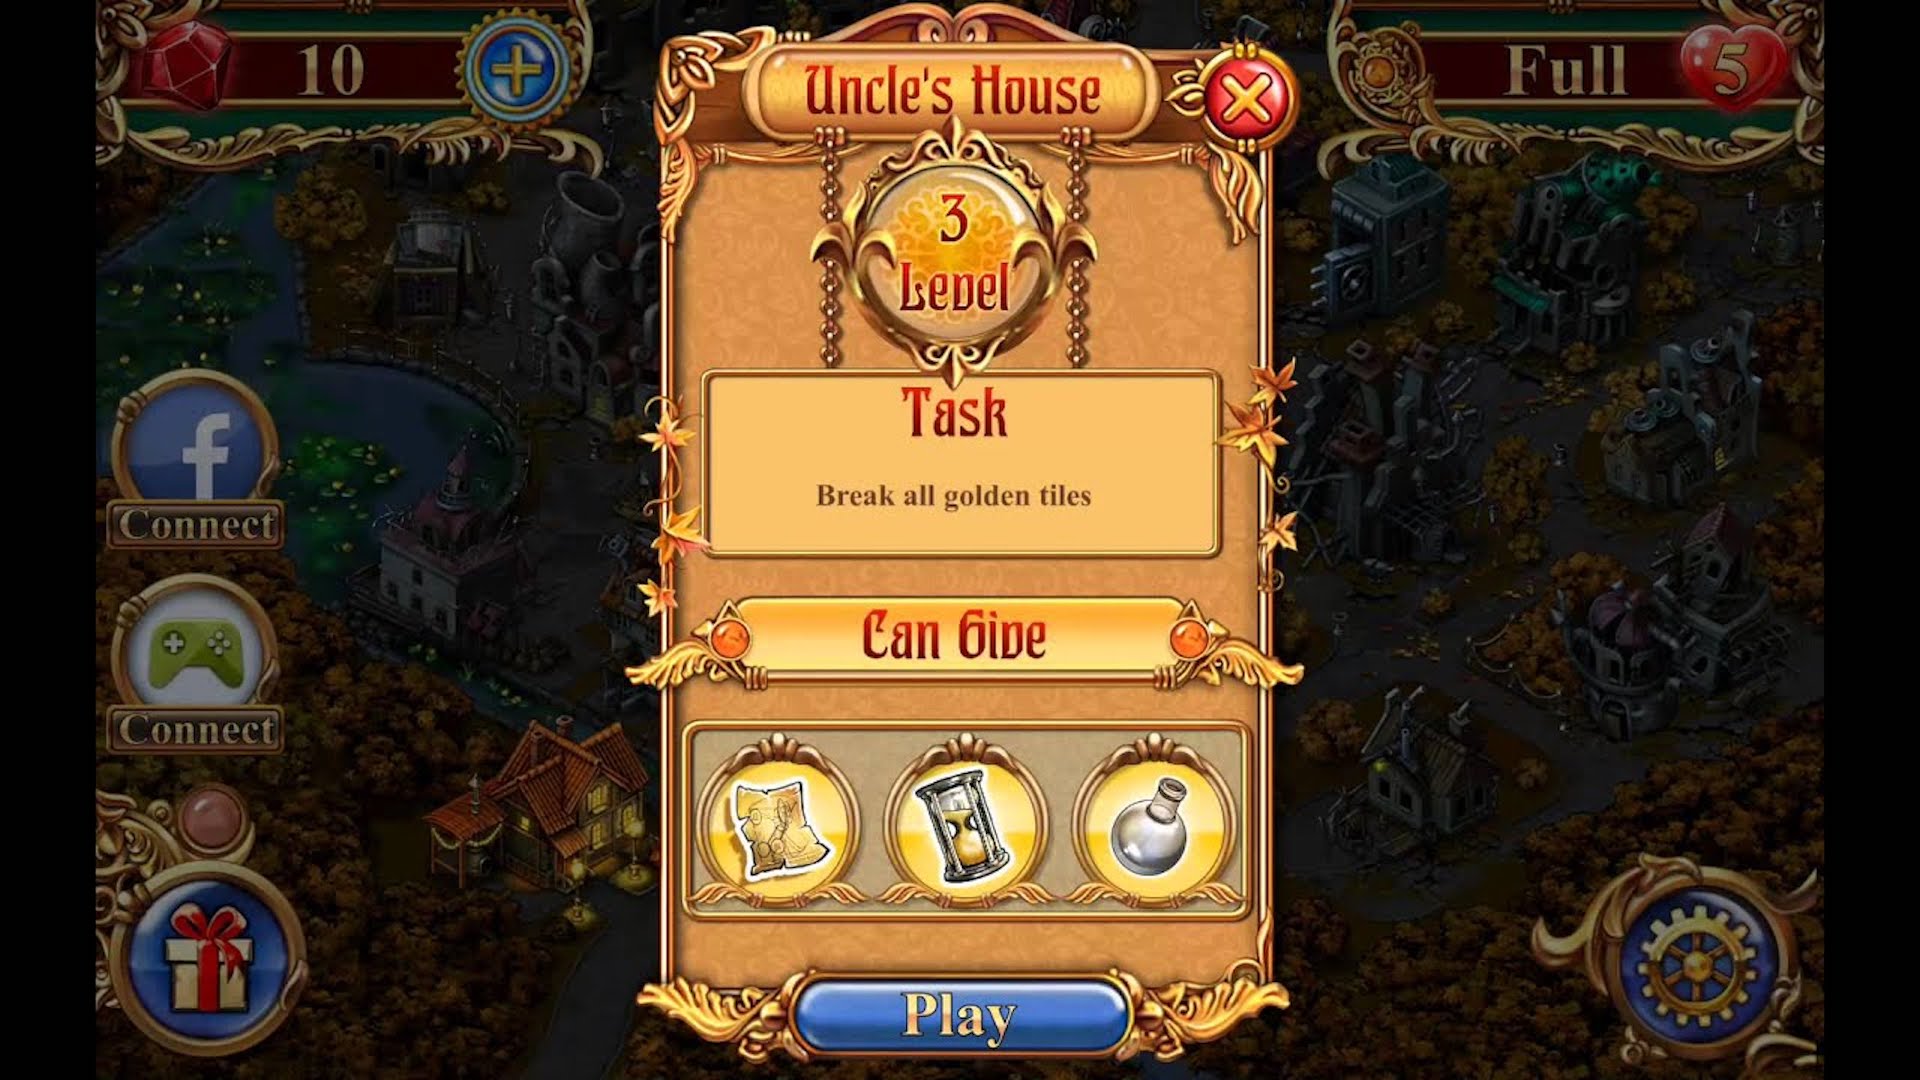 10
Full
5
Uncle's House
3
Level
Task
Break all golden tiles
f
Connect
Can Give
Connect
Play